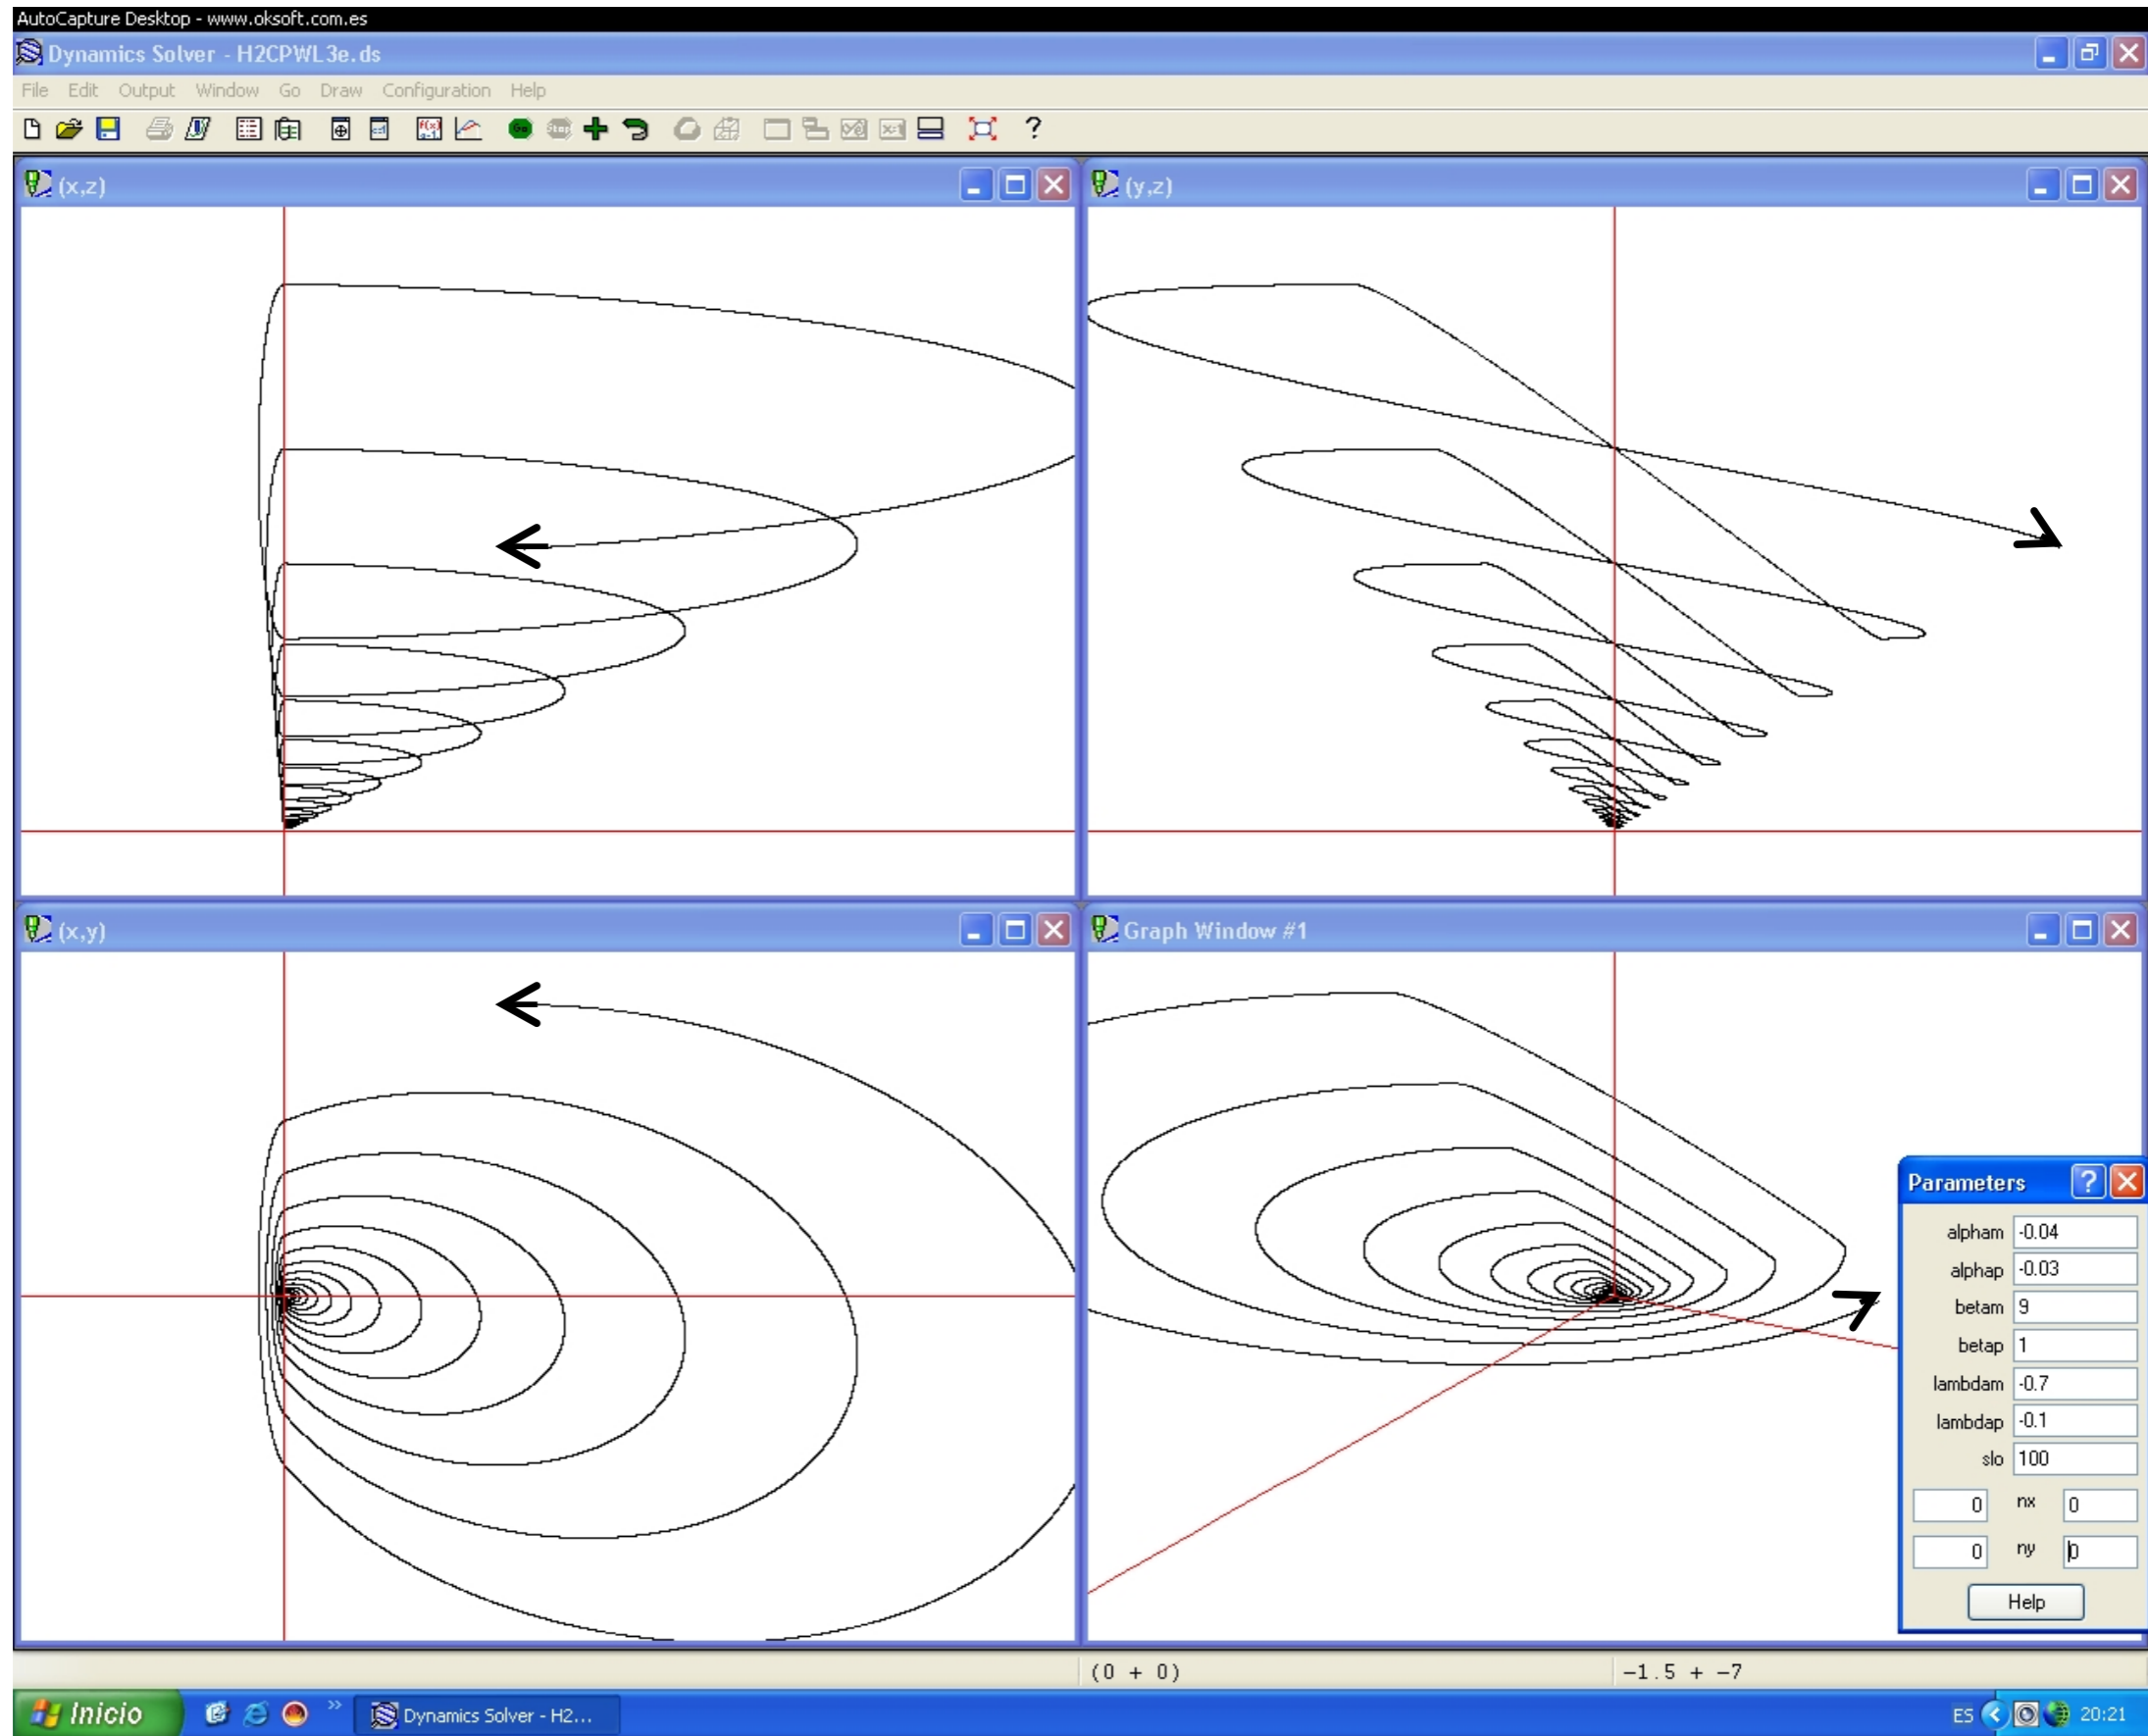 AutoCapture Desktop - www.oksoft.com.es
Dynamics Solver - H2CPWL3e.ds
File Edit Output Window Go Draw Configuration Help
(x,z)
(y,z)
(x,y)
Graph Window #1
Parameters
alpham -0.04
alphap -0.03
betam 9
betap 1
lambdam -0.7
lambdap -0.1
slo 100
0 nx 0
0 ny 0
Help
(0 + 0) -1.5 + -7
Inicio Dynamics Solver - H2... ES 20:21